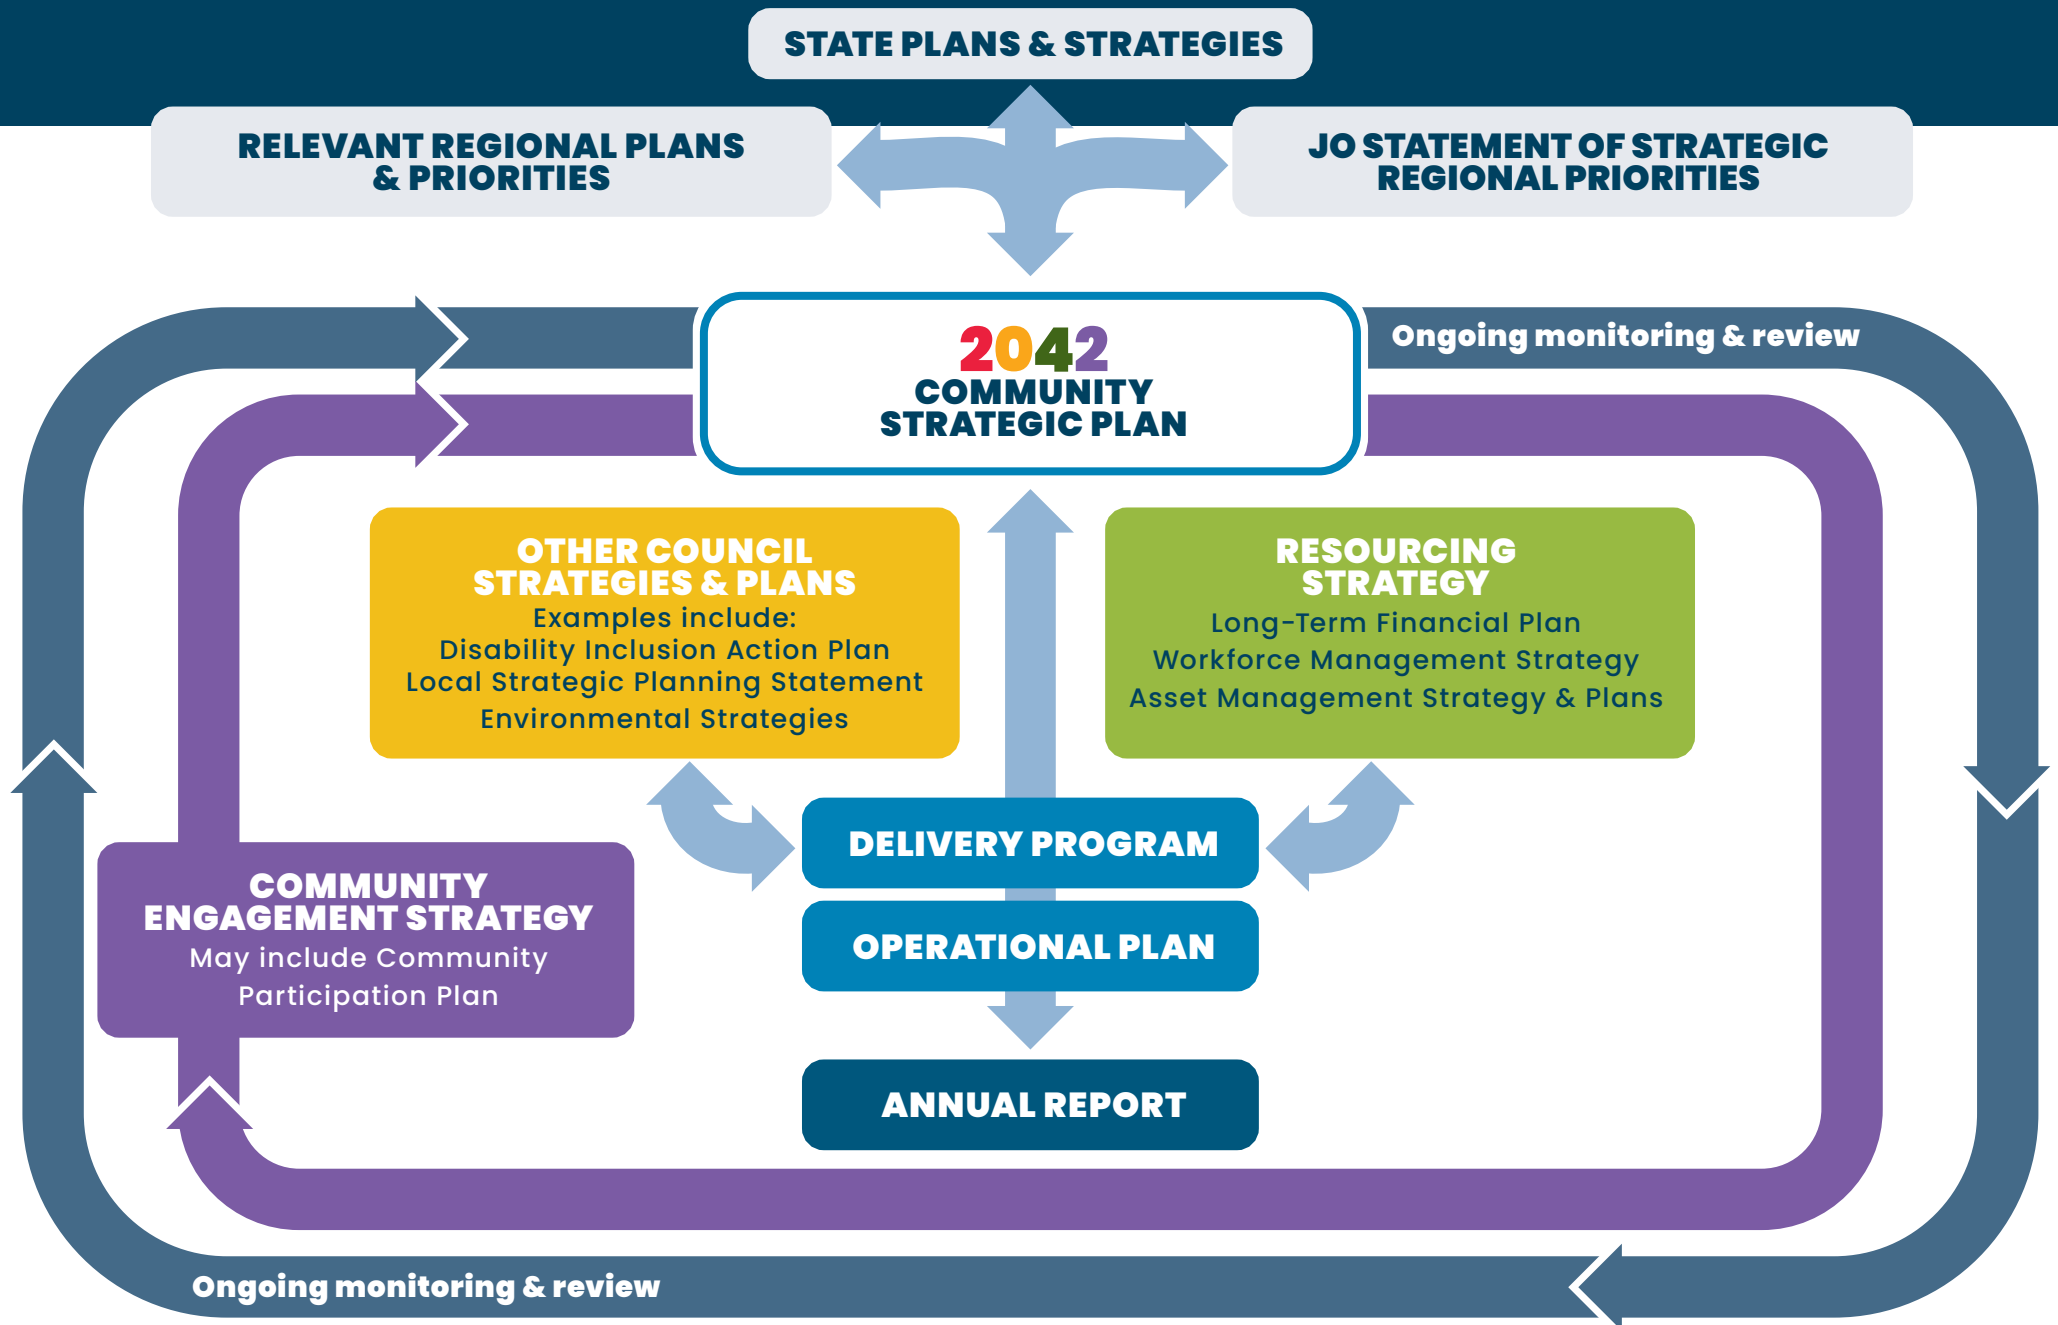 STATE PLANS & STRATEGIES
RELEVANT REGIONAL PLANS
& PRIORITIES
JO STATEMENT OF STRATEGIC
REGIONAL PRIORITIES
2042
COMMUNITY
STRATEGIC PLAN
Ongoing monitoring & review
OTHER COUNCIL
STRATEGIES & PLANS
Examples include:
Disability Inclusion Action Plan
Local Strategic Planning Statement
Environmental Strategies
RESOURCING
STRATEGY
Long-Term Financial Plan
Workforce Management Strategy
Asset Management Strategy & Plans
DELIVERY PROGRAM
COMMUNITY
ENGAGEMENT STRATEGY
May include Community
Participation Plan
OPERATIONAL PLAN
ANNUAL REPORT
Ongoing monitoring & review